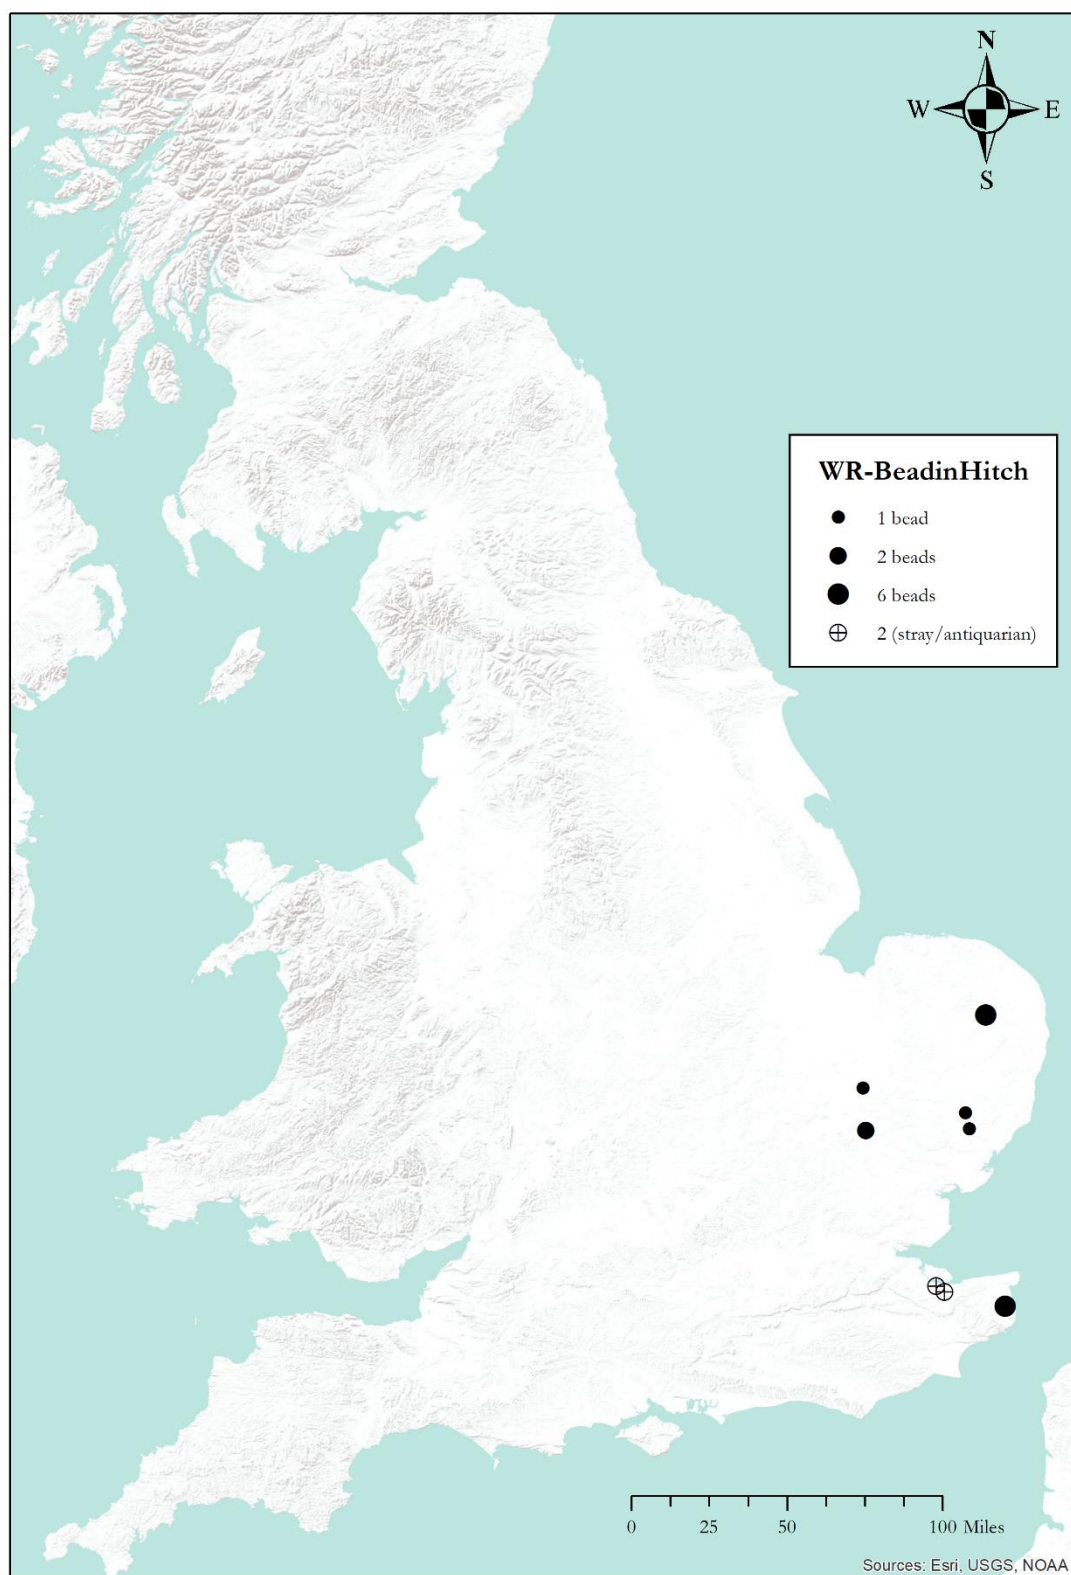 N
W E
S
WR-BeadinHitch
1 bead
2 beads
6 beads
2 (stray/antiquarian)
0 25 50 100 Miles
Sources: Esri, USGS, NOAA